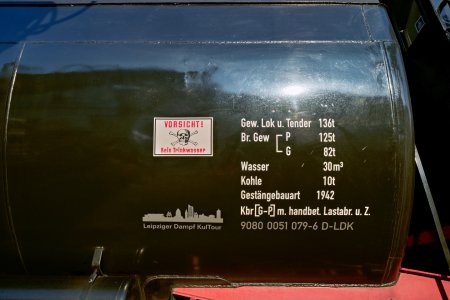 VORSICHT!
Kein Trinkwasser
Gew. Lok u. Tender 136t
Br. Gew [ P 125t
G 82t
Wasser 30m³
Kohle 10t
Gestängebauart 1942
Kbr[G-P] m. handbet. Lastabr. u. Z.
9080 0051 079-6 D-LDK
Leipziger Dampf KulTour